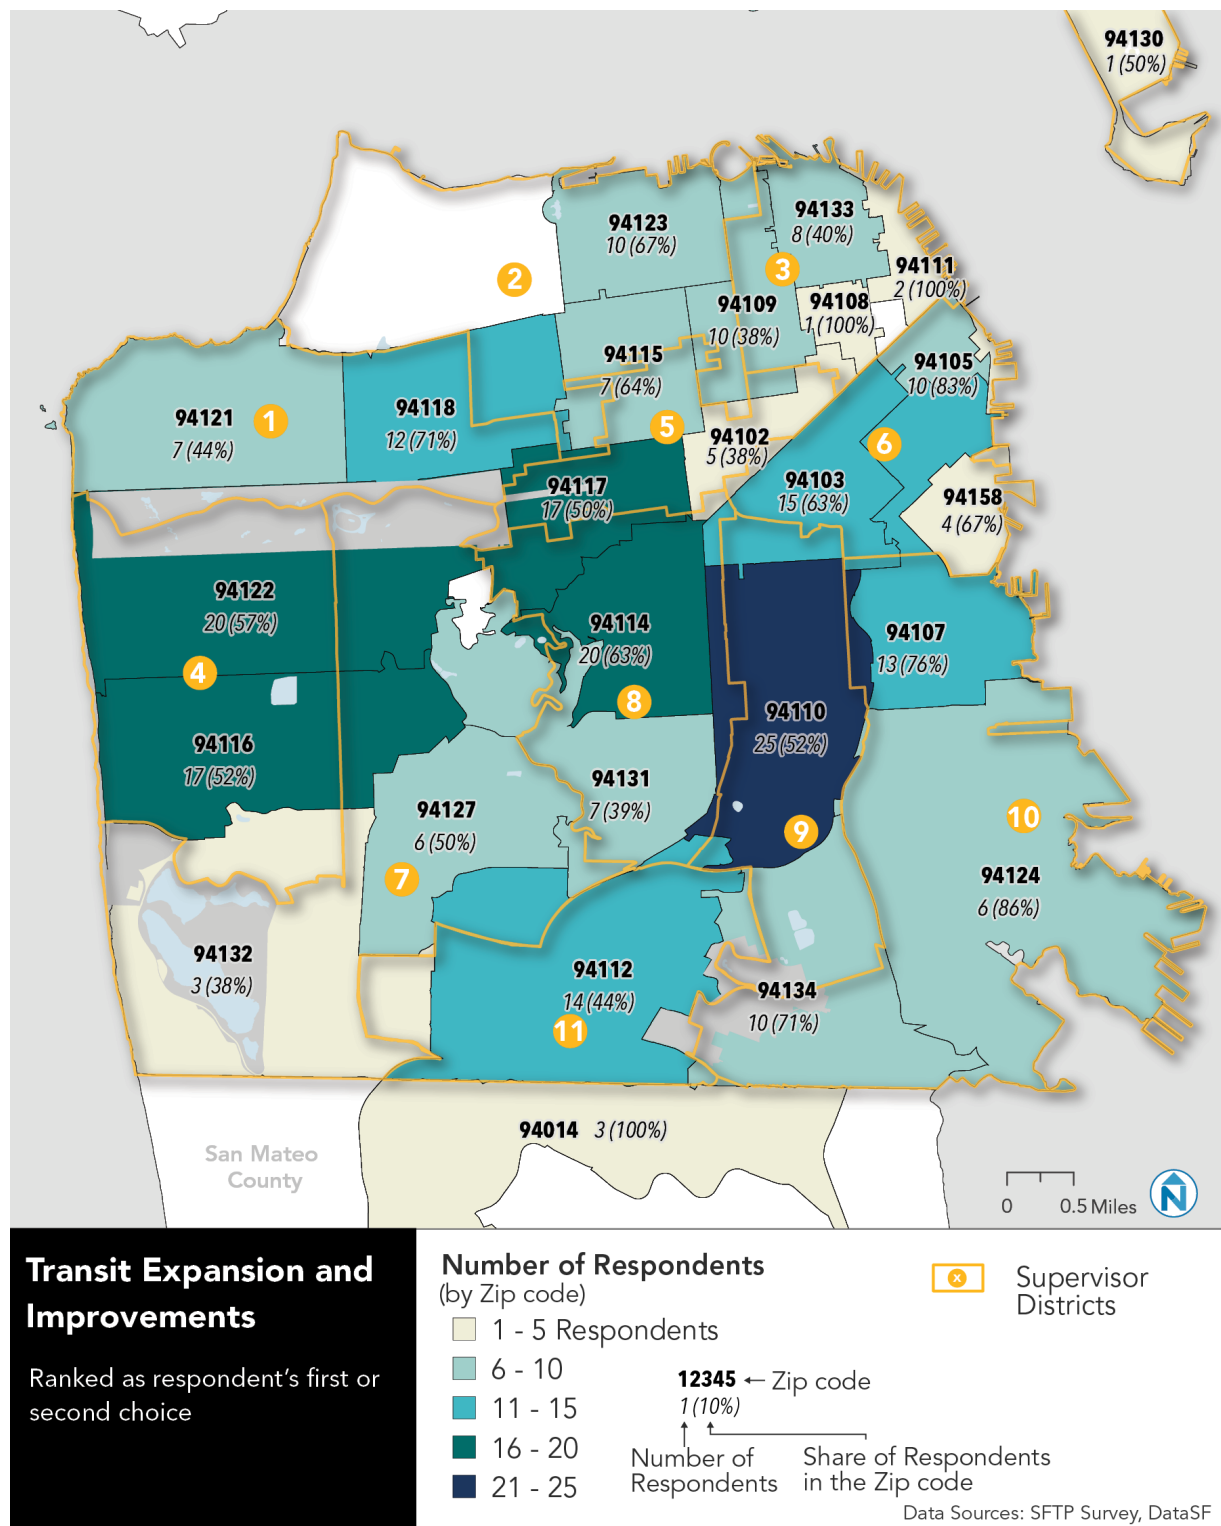 94130
1 (50%)
94123
10 (67%)
94133
8 (40%)
2
3
94111
2 (100%)
94109
10 (38%)
94108
1 (100%)
94115
7 (64%)
94105
10 (83%)
94121
7 (44%)
1
94118
12 (71%)
5
94102
5 (38%)
6
94117
17 (50%)
94103
15 (63%)
94158
4 (67%)
94122
20 (57%)
94114
20 (63%)
94107
13 (76%)
4
8
94116
17 (52%)
94110
25 (52%)
94131
7 (39%)
94127
6 (50%)
9
10
7
94124
6 (86%)
94132
3 (38%)
94112
14 (44%)
11
94134
10 (71%)
94014 3 (100%)
San Mateo
County
0 0.5 Miles
N
Transit Expansion and
Improvements
Ranked as respondent's first or
second choice
Number of Respondents
(by Zip code)
1 - 5 Respondents
6 - 10
11 - 15
16 - 20
21 - 25
12345
Zip code
1 (10%)
Number of
Respondents
Share of Respondents
in the Zip code
x
Supervisor
Districts
Data Sources: SFTP Survey, DataSF